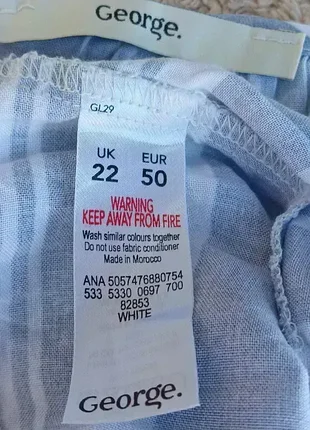 George.
GL29
UK EUR
22 50
WARNING
KEEP AWAY FROM FIRE
Wash similar colours together
Do not use fabric conditioner
Made in Morocco
ANA 5057476880754
533 5330 0697 700
82853
WHITE
George.